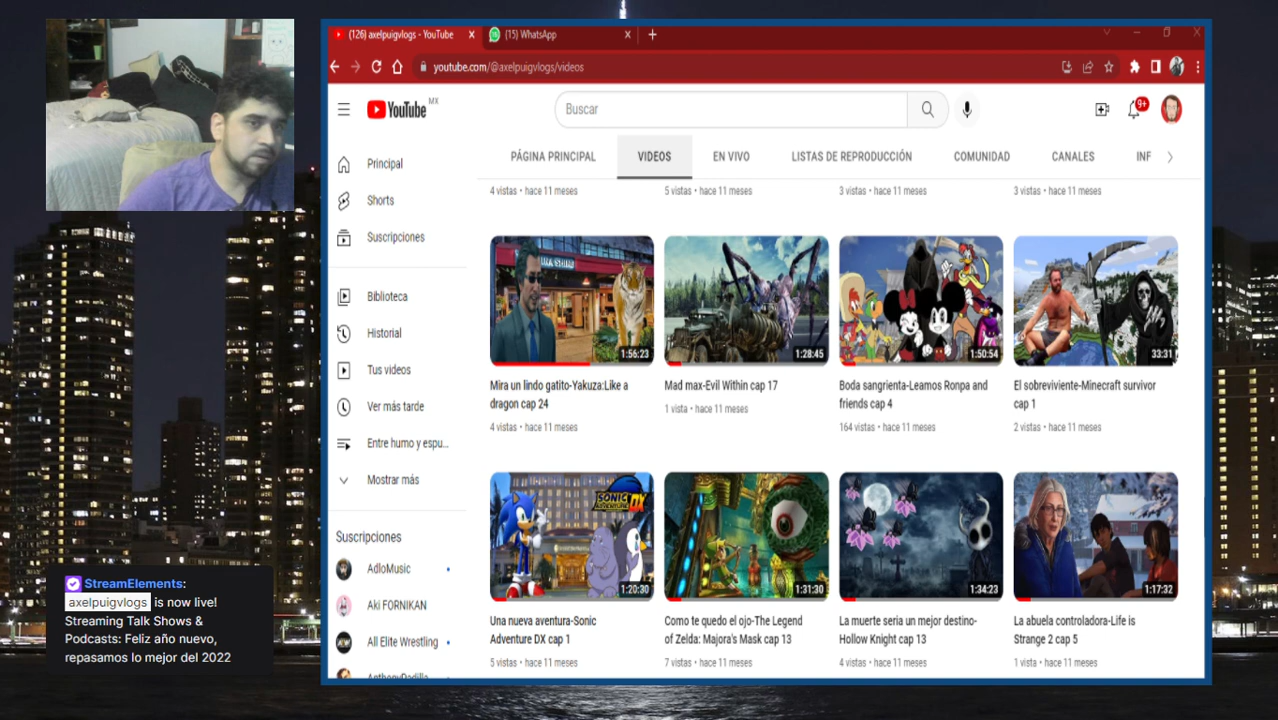 (126) axelpuigvlogs - YouTube
(15) WhatsApp
youtube.com/@axelpuigvlogs/videos
YouTube MX
Buscar
9+
PÁGINA PRINCIPAL
VIDEOS
EN VIVO
LISTAS DE REPRODUCCIÓN
COMUNIDAD
CANALES
INF
Principal
Shorts
Suscripciones
Biblioteca
Historial
Tus videos
Ver más tarde
Entre humo y espu...
Mostrar más
Suscripciones
AdloMusic
Aki FORNIKAN
All Elite Wrestling
AnthonyPadilla
4 vistas • hace 11 meses
5 vistas • hace 11 meses
3 vistas • hace 11 meses
3 vistas • hace 11 meses
1:56:23
1:28:45
1:50:54
33:31
Mira un lindo gatito-Yakuza:Like a
dragon cap 24
4 vistas • hace 11 meses
Mad max-Evil Within cap 17
1 vista • hace 11 meses
Boda sangrienta-Leamos Ronpa and
friends cap 4
164 vistas • hace 11 meses
El sobreviviente-Minecraft survivor
cap 1
2 vistas • hace 11 meses
SONIC
ADVENTURE
DX
1:20:30
1:31:30
1:34:23
1:17:32
Una nueva aventura-Sonic
Adventure DX cap 1
5 vistas • hace 11 meses
Como te quedo el ojo-The Legend
of Zelda: Majora's Mask cap 13
7 vistas • hace 11 meses
La muerte seria un mejor destino-
Hollow Knight cap 13
4 vistas • hace 11 meses
La abuela controladora-Life is
Strange 2 cap 5
1 vista • hace 11 meses
StreamElements:
axelpuigvlogs is now live!
Streaming Talk Shows &
Podcasts: Feliz año nuevo,
repasamos lo mejor del 2022